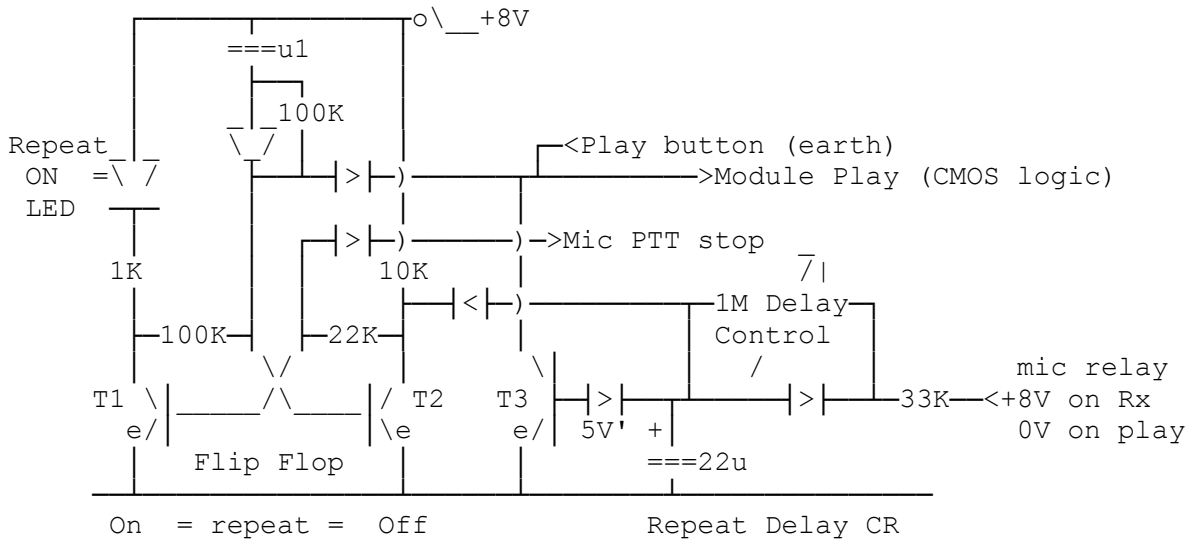 +8V
===u1
100K
Repeat
<Play button (earth)
ON =
>Module Play (CMOS logic)
LED
>Mic PTT stop
1K
10K
1M Delay
100K
22K
Control
mic relay
T1
T2
T3
33K
<+8V on Rx
e
e
e
5V' +
0V on play
Flip Flop
===22u
On = repeat = Off
Repeat Delay CR